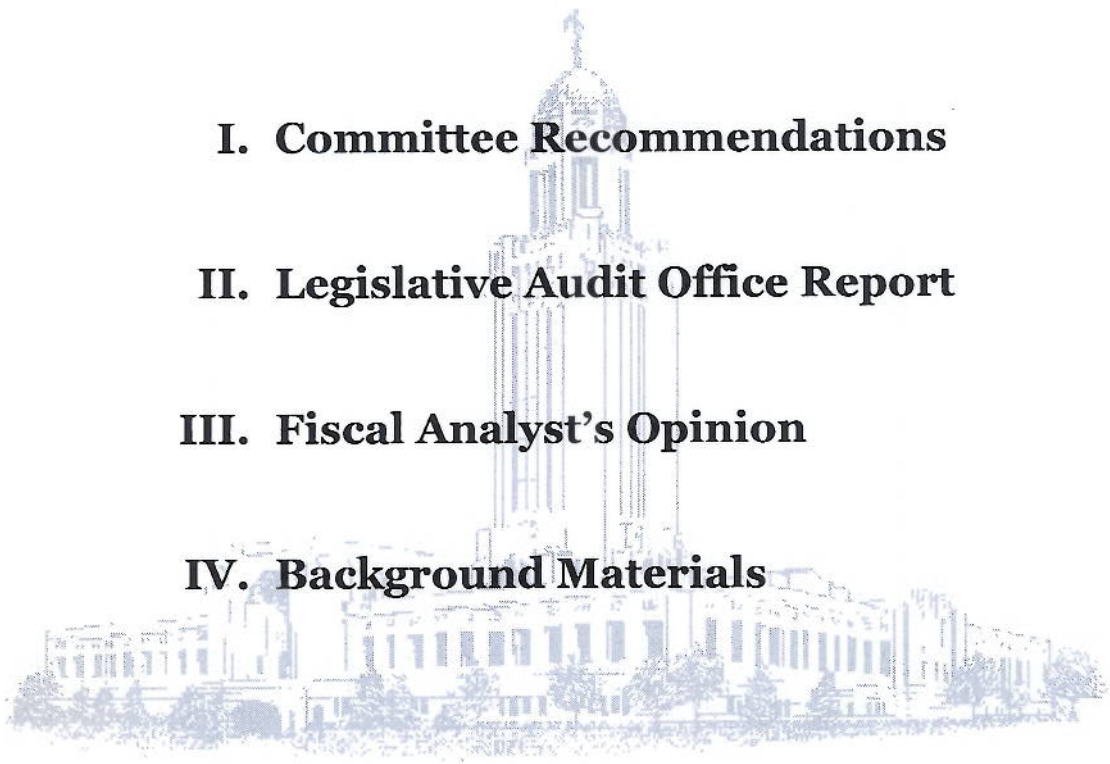 I. Committee Recommendations
II. Legislative Audit Office Report
III. Fiscal Analyst's Opinion
IV. Background Materials